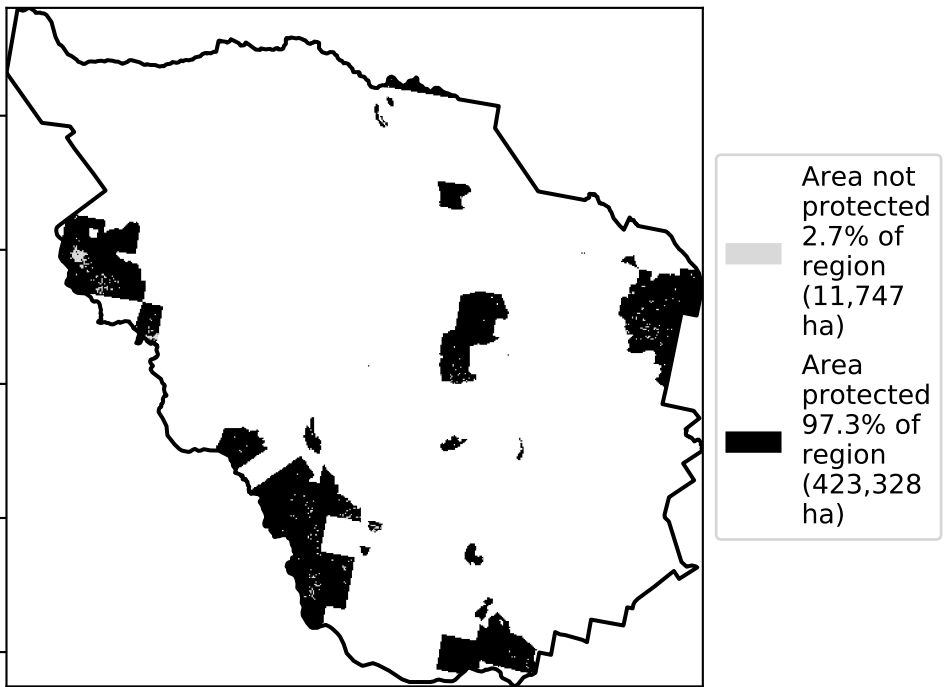 Area not
protected
2.7% of
region
(11,747
ha)
Area
protected
97.3% of
region
(423,328
ha)